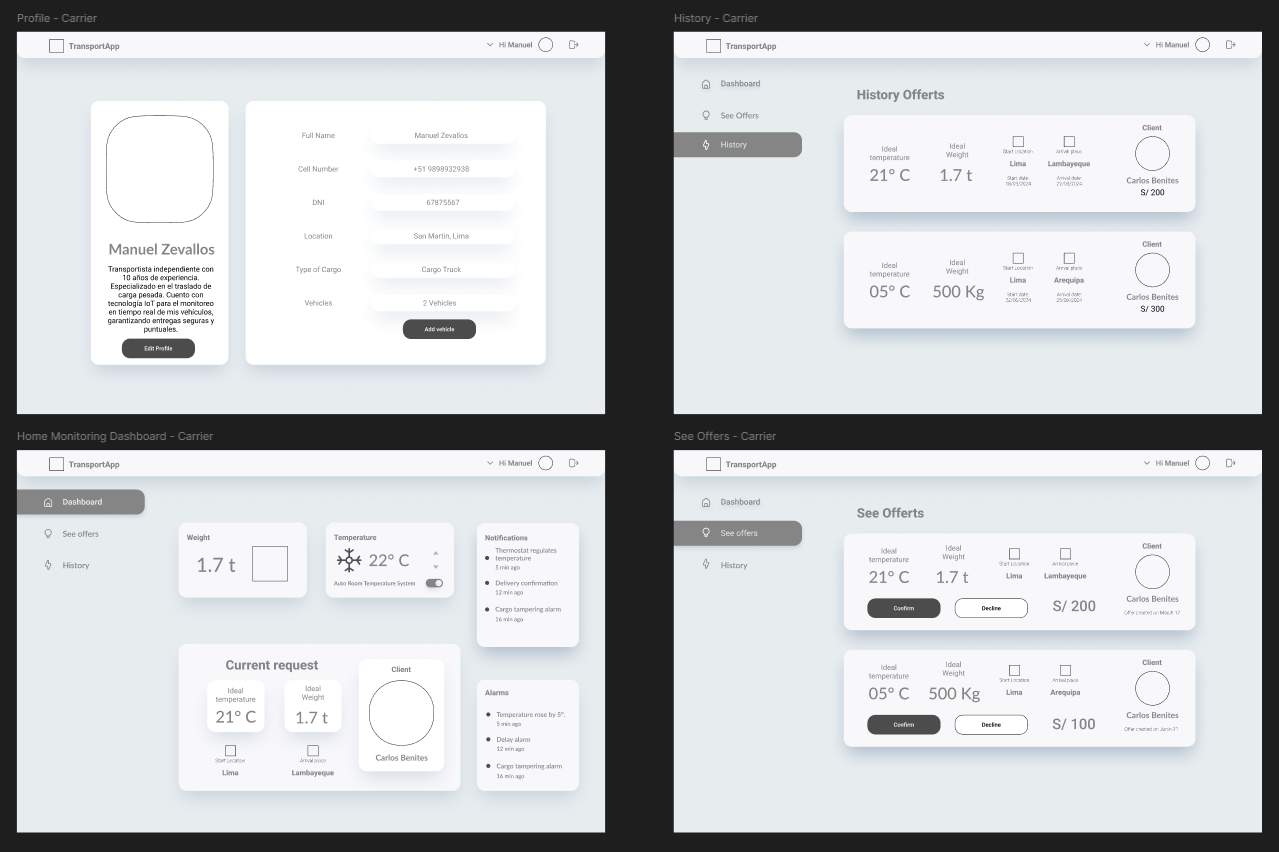 Profile - Carrier
TransportApp
Hi Manuel
Manuel Zevallos
Transportista independiente con
10 años de experiencia.
Especializado en el traslado de
carga pesada. Cuento con
tecnología IoT para el monitoreo
en tiempo real de mis vehículos,
garantizando entregas seguras y
puntuales.
Edit Profile
Full Name
Manuel Zevallos
Cell Number
+51 9898932938
DNI
67875567
Location
San Martin, Lima
Type of Cargo
Cargo Truck
Vehicles
2 Vehicles
Add vehicle
History - Carrier
TransportApp
Hi Manuel
Dashboard
See Offers
History
History Offerts
Ideal
temperature
21° C
Ideal
Weight
1.7 t
Start Location
Lima
Start date
18/03/2024
Arrival place
Lambayeque
Arrival date:
Client
Carlos Benites
S/ 200
Ideal
temperature
05° C
Ideal
Weight
500 Kg
Start Location
Lima
Start date
Arrival place
Arequipa
Arrival date:
Client
Carlos Benites
S/ 300
Home Monitoring Dashboard - Carrier
TransportApp
Hi Manuel
Dashboard
See offers
History
Weight
1.7 t
Temperature
22° C
Auto Room Temperature System
Notifications
Thermostat regulates
temperature
5 min ago
Delivery confirmation
12 min ago
Cargo tampering alarm
16 min ago
Current request
Ideal
temperature
21° C
Ideal
Weight
1.7 t
Start Location
Lima
Arrival place
Lambayeque
Client
Carlos Benites
Alarms
Temperature rose by 5°.
5 min ago
Delay alarm
12 min ago
Cargo tampering alarm
16 min ago
See Offers - Carrier
TransportApp
Hi Manuel
Dashboard
See offers
History
See Offerts
Ideal
temperature
21° C
Ideal
Weight
1.7 t
Start Location
Lima
Arrival place
Lambayeque
Client
Carlos Benites
Offer created on March 17
Confirm
Decline
S/ 200
Ideal
temperature
05° C
Ideal
Weight
500 Kg
Start Location
Lima
Arrival place
Arequipa
Client
Carlos Benites
Offer created on Junin 21
Confirm
Decline
S/ 100